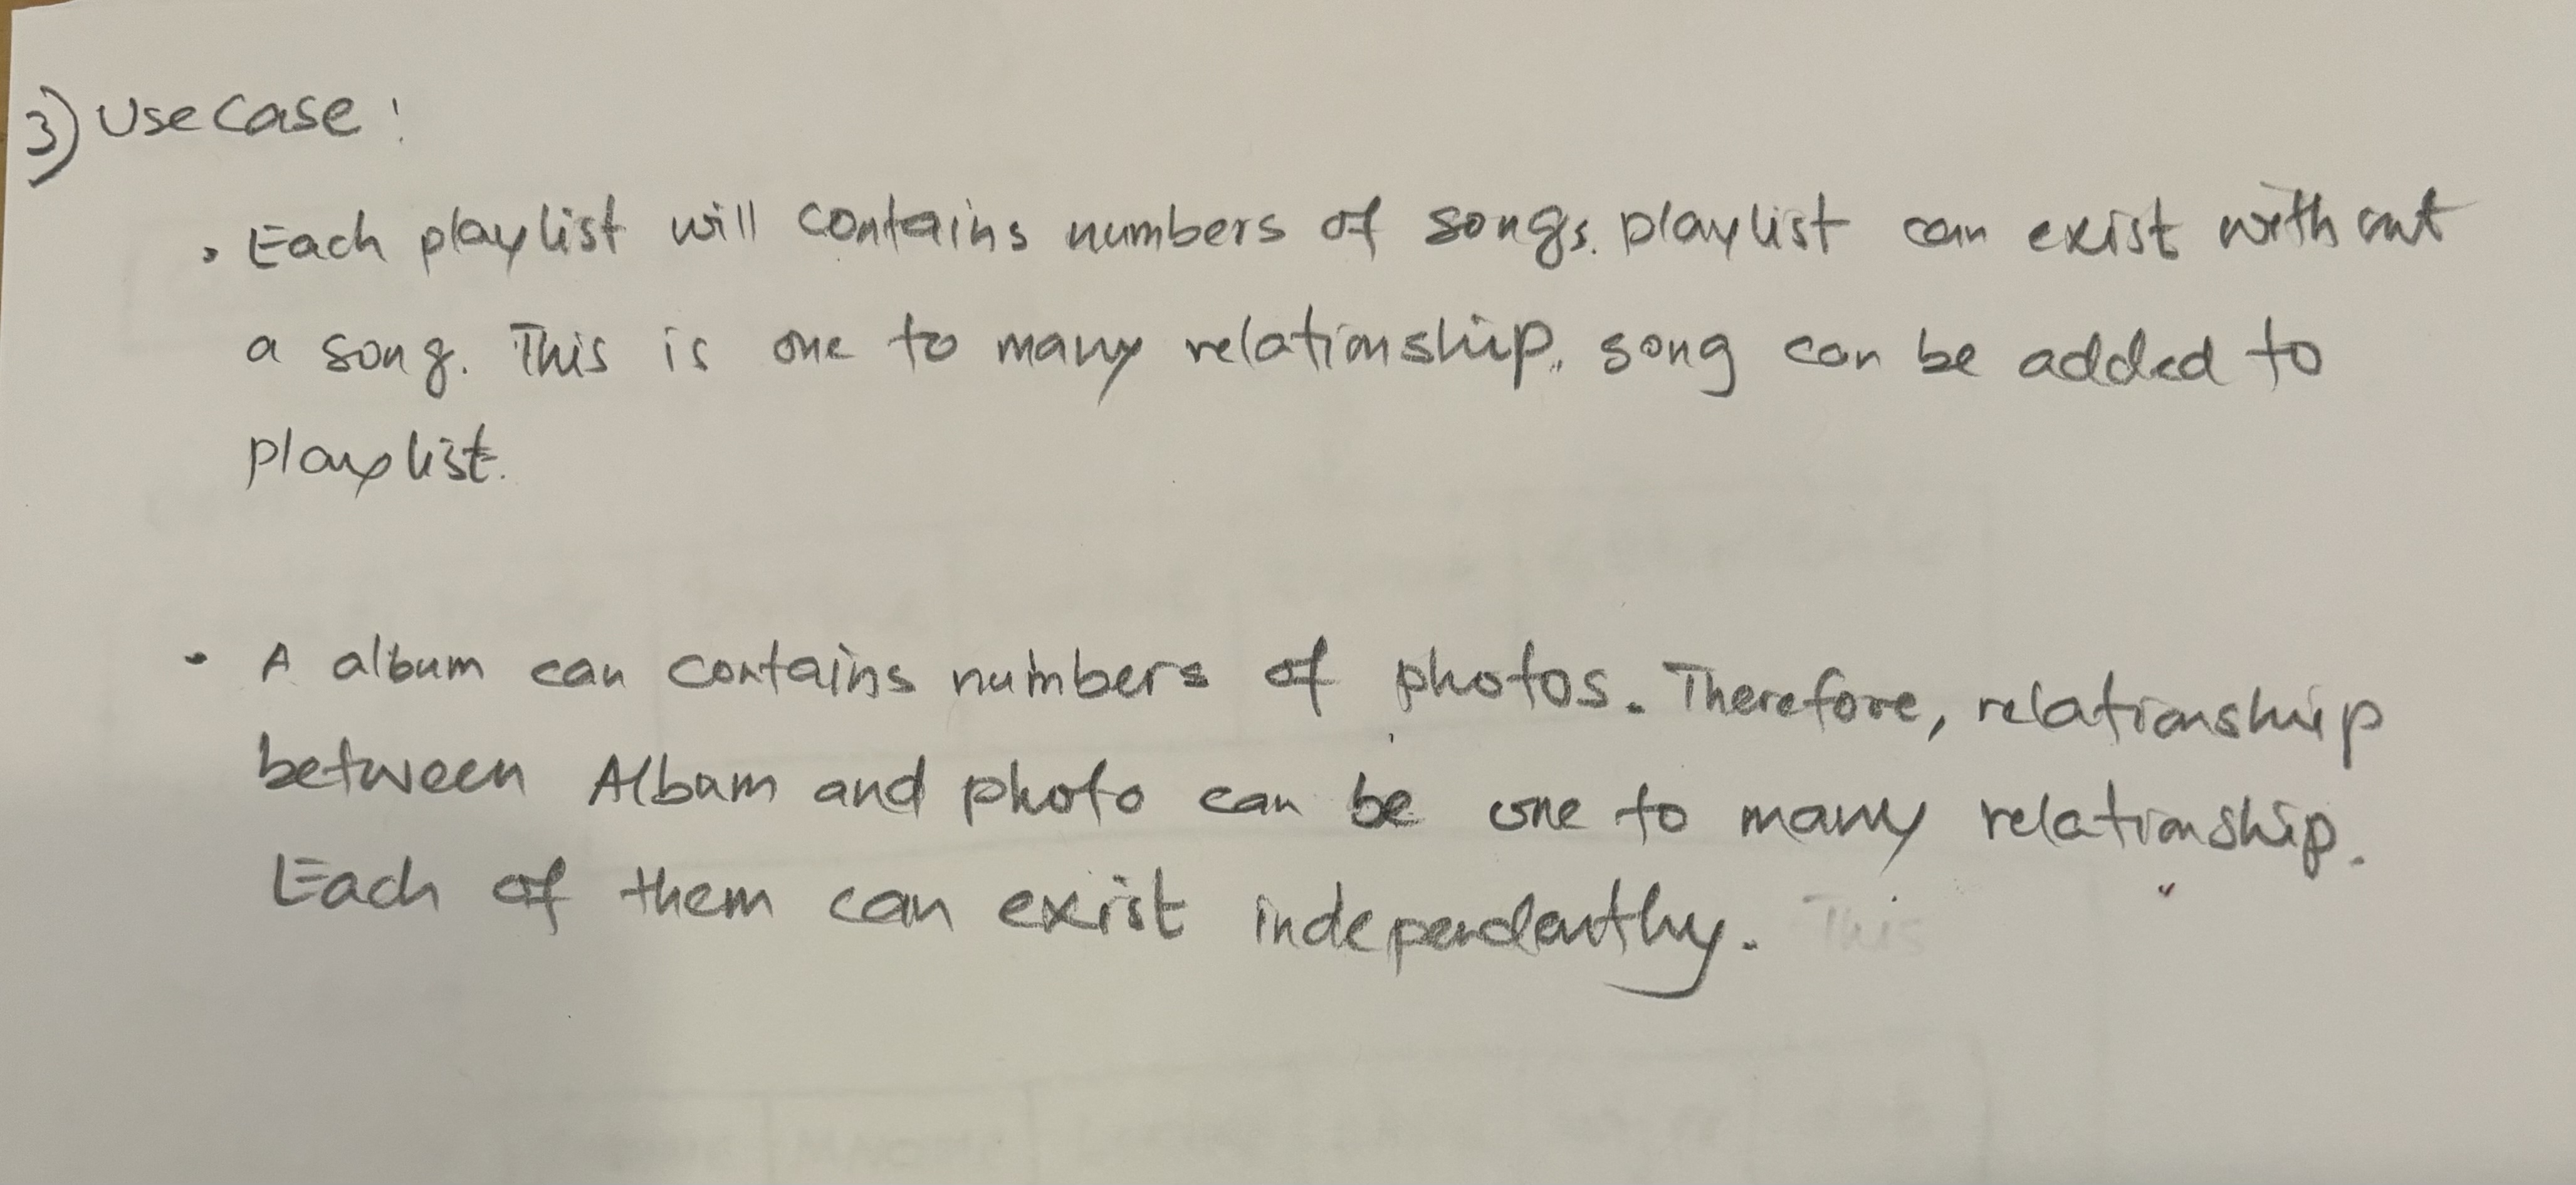 3) Use Case :
. Each playlist will contains numbers of songs. playlist can exist without
a song. This is one to many relationship. song can be added to
playlist.
- A album can contains numbers of photos. Therefore, relationship
between Album and photo can be one to many relationship.
Each of them can exist independently. This